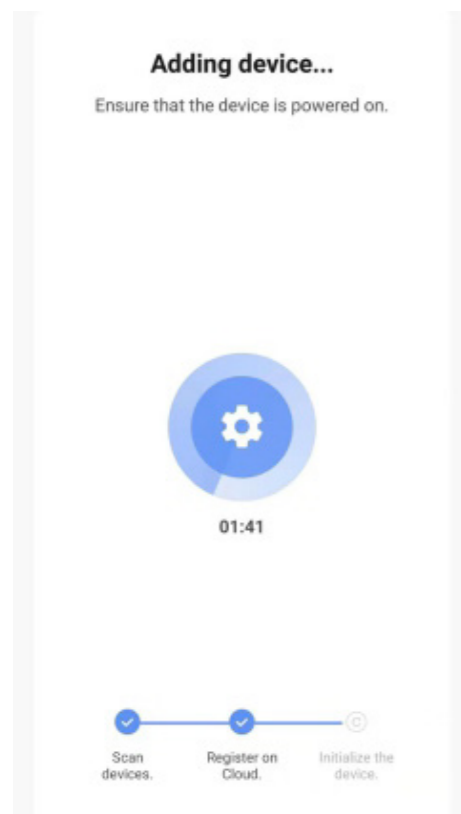 Adding device...
Ensure that the device is powered on.
01:41
Scan
devices.
Register on
Cloud.
Initialize the
device.